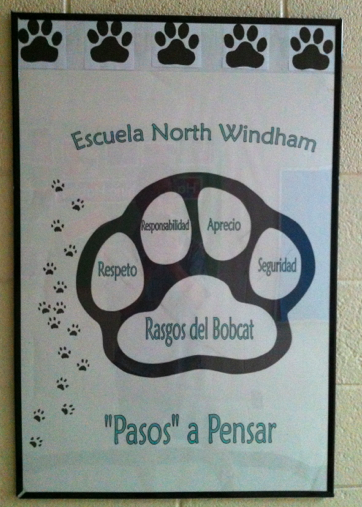 Escuela North Windham
Responsabilidad
Aprecio
Respeto
Seguridad
Rasgos del Bobcat
"Pasos" a Pensar